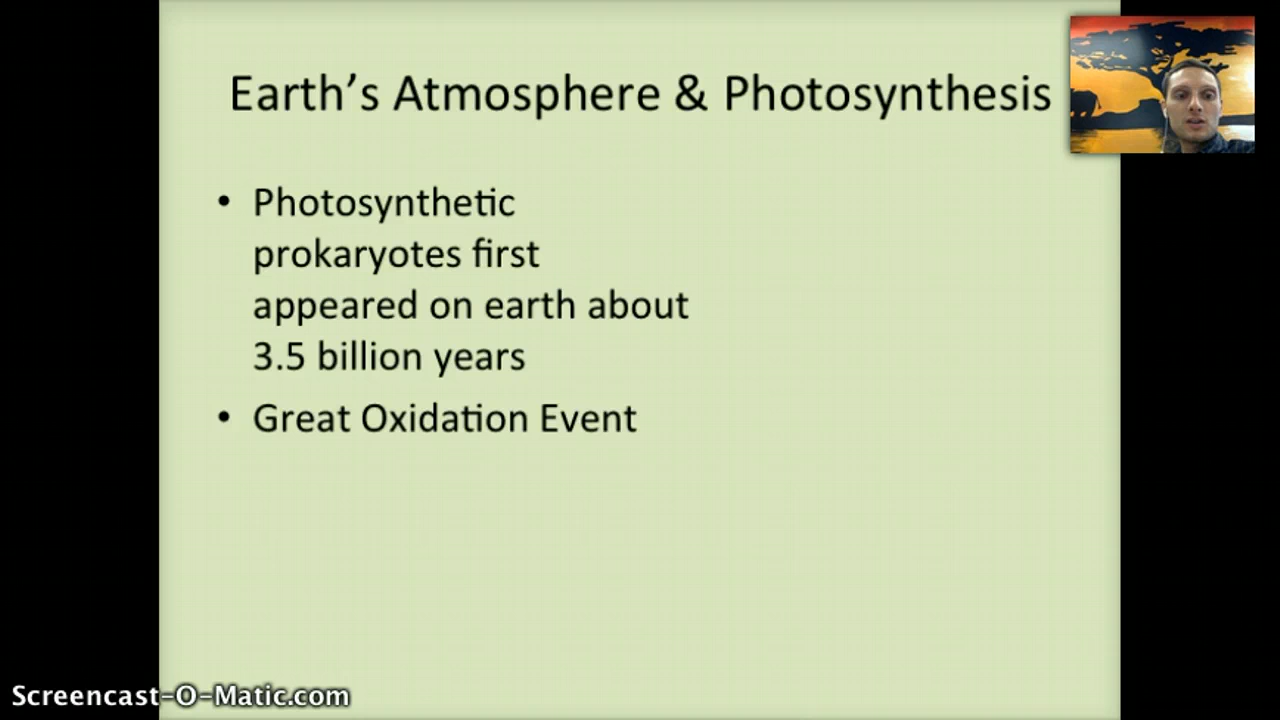 Earth’s Atmosphere & Photosynthesis
• Photosynthetic
prokaryotes first
appeared on earth about
3.5 billion years
• Great Oxidation Event
Screencast-O-Matic.com